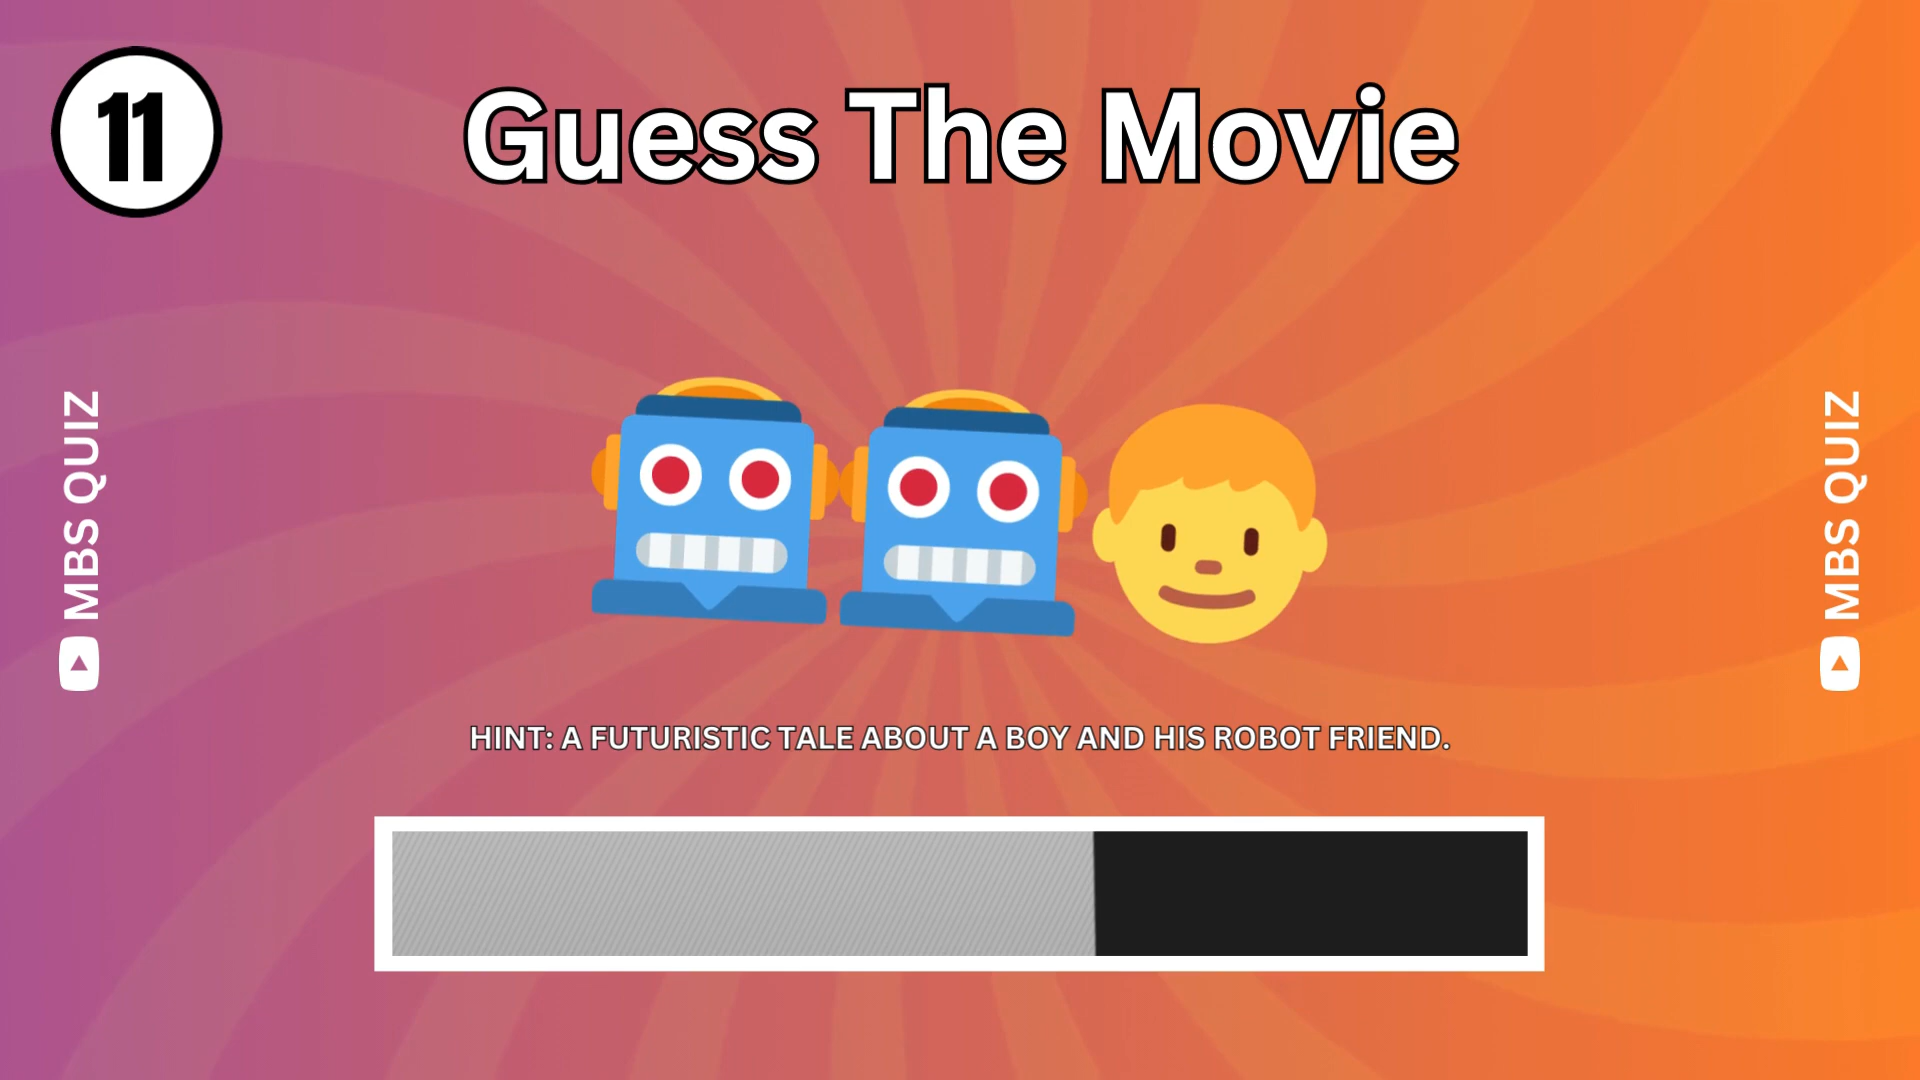 11
Guess The Movie
MBS QUIZ
MBS QUIZ
HINT: A FUTURISTIC TALE ABOUT A BOY AND HIS ROBOT FRIEND.